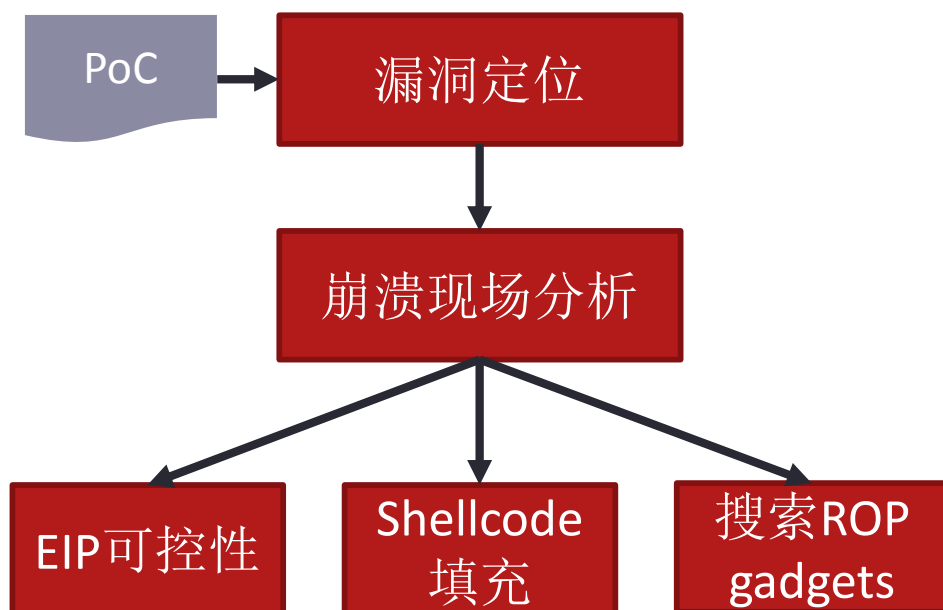 PoC
漏洞定位
崩溃现场分析
EIP可控性
Shellcode
填充
搜索ROP
gadgets